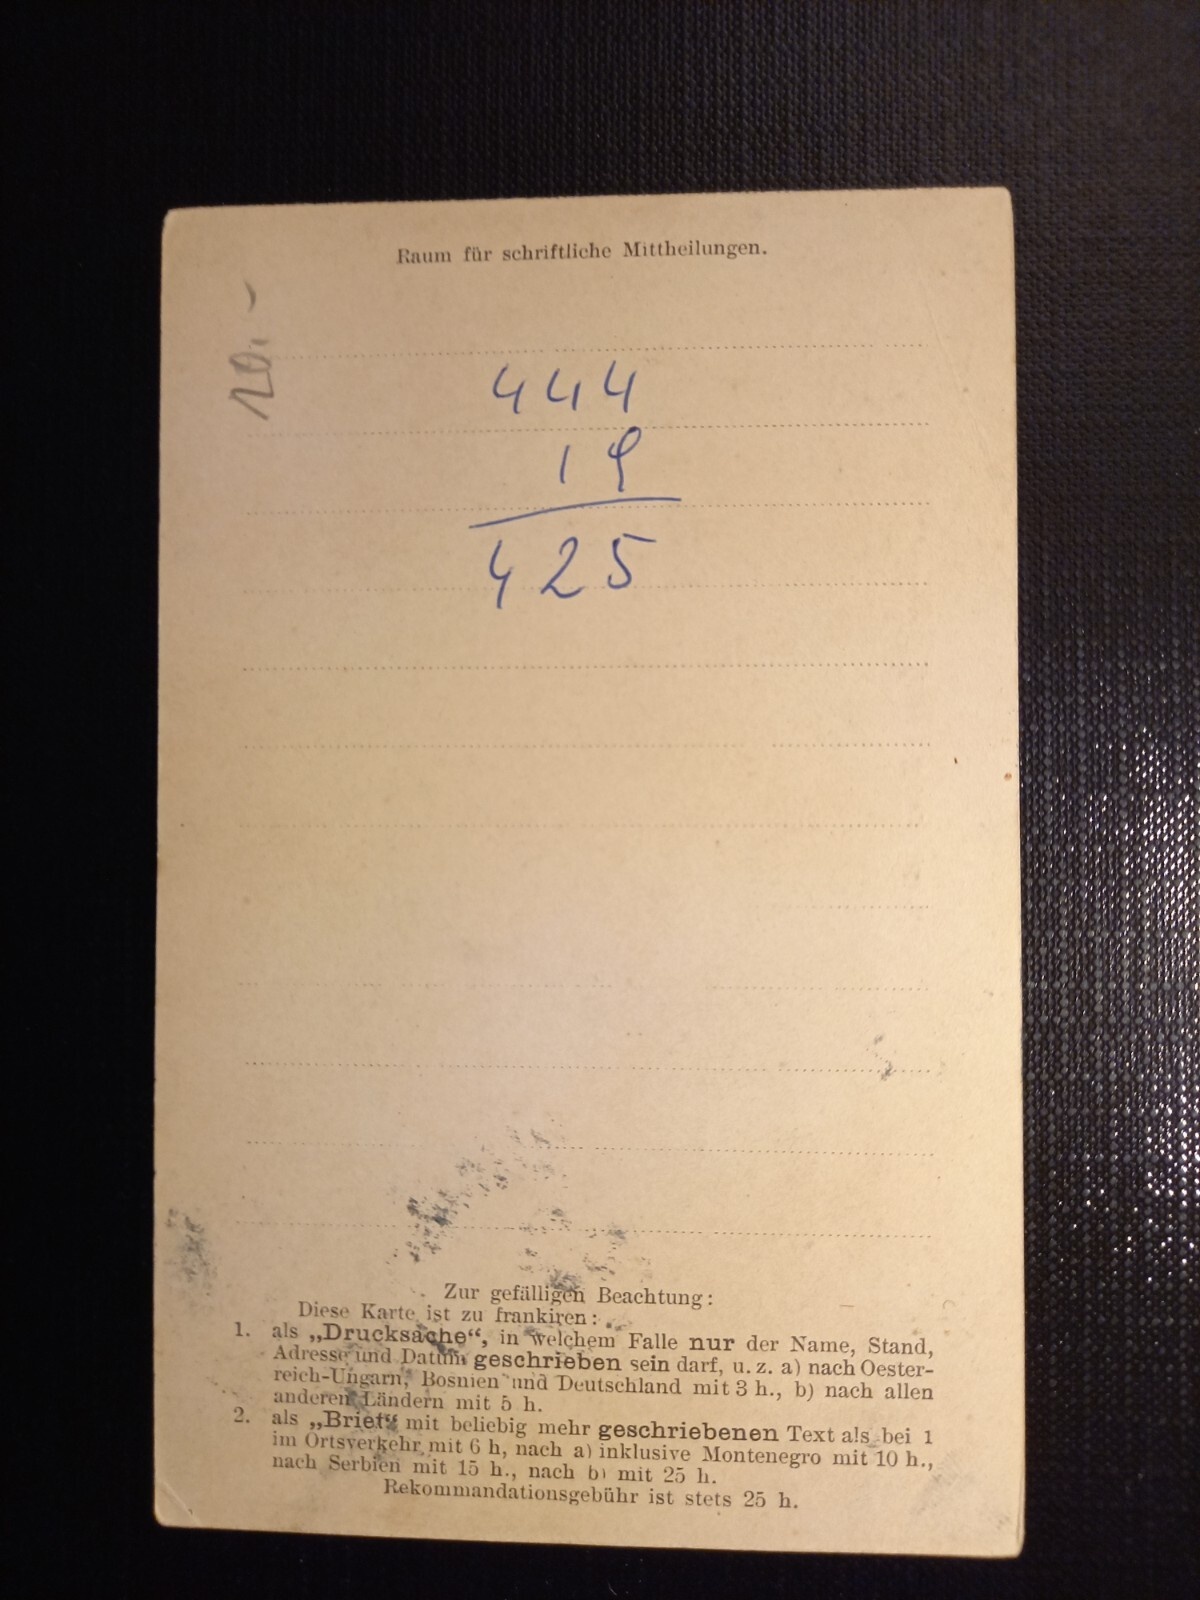 Raum für schriftliche Mittheilungen.
120.-
444
19
425
Zur gefälligen Beachtung:
Diese Karte ist zu frankiren:
1. als „Drucksache“, in welchem Falle nur der Name, Stand,
Adresse und Datum geschrieben sein darf, u. z. a) nach Oester-
reich-Ungarn, Bosnien und Deutschland mit 3 h., b) nach allen
anderen Ländern mit 5 h.
2. als „Brief“ mit beliebig mehr geschriebenen Text als bei 1
im Ortsverkehr mit 6 h, nach a) inklusive Montenegro mit 10 h.,
nach Serbien mit 15 h., nach b) mit 25 h.
Rekommandationsgebühr ist stets 25 h.